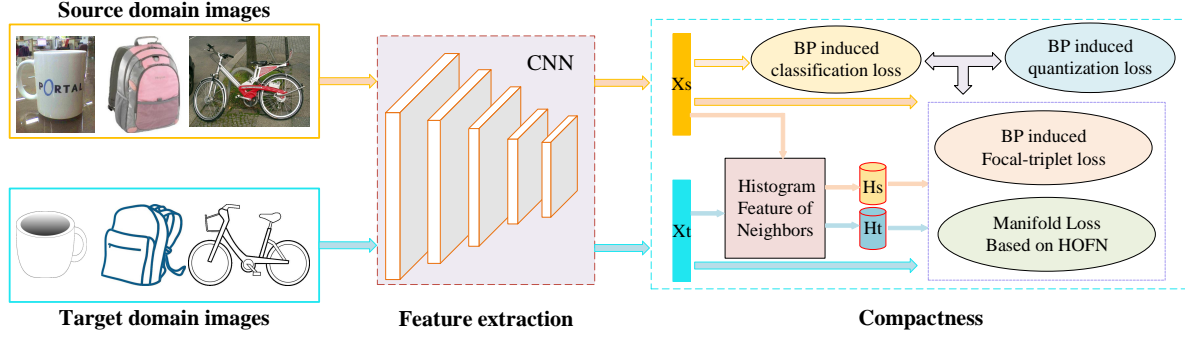 Source domain images
PORTAL
CNN
Xs
BP induced
classification loss
BP induced
quantization loss
BP induced
Focal-triplet loss
Histogram
Feature of
Neighbors
Hs
Ht
Xt
Manifold Loss
Based on HOFN
Target domain images
Feature extraction
Compactness